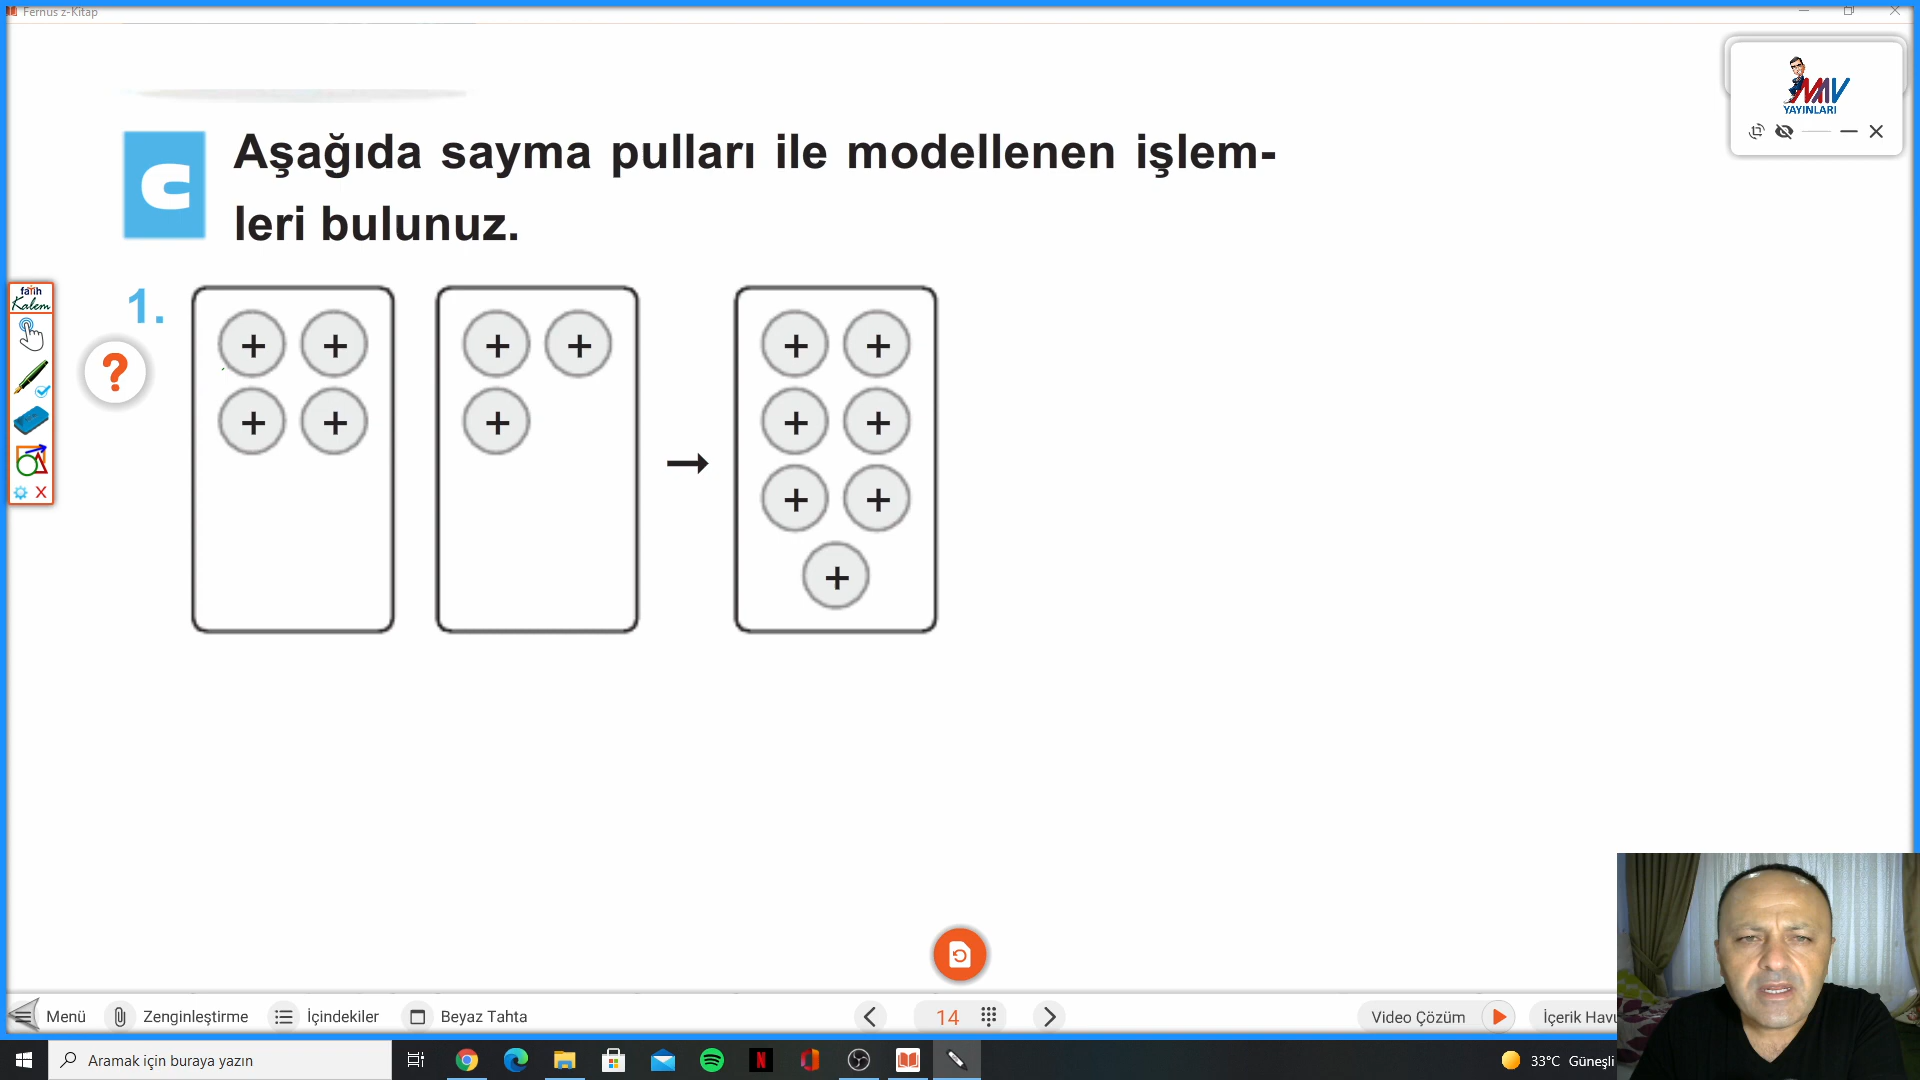 Fernus z-Kitap
MAV
YAYINLARI
C Aşağıda sayma pulları ile modellenen işlem-
leri bulunuz.
fatih
Kalem
1.
?
+ + + + + +
+ + + + +
→
+ +
+
Menü Zenginleştirme İçindekiler Beyaz Tahta 14 Video Çözüm İçerik Havu
Aramak için buraya yazın 33°C Güneşli